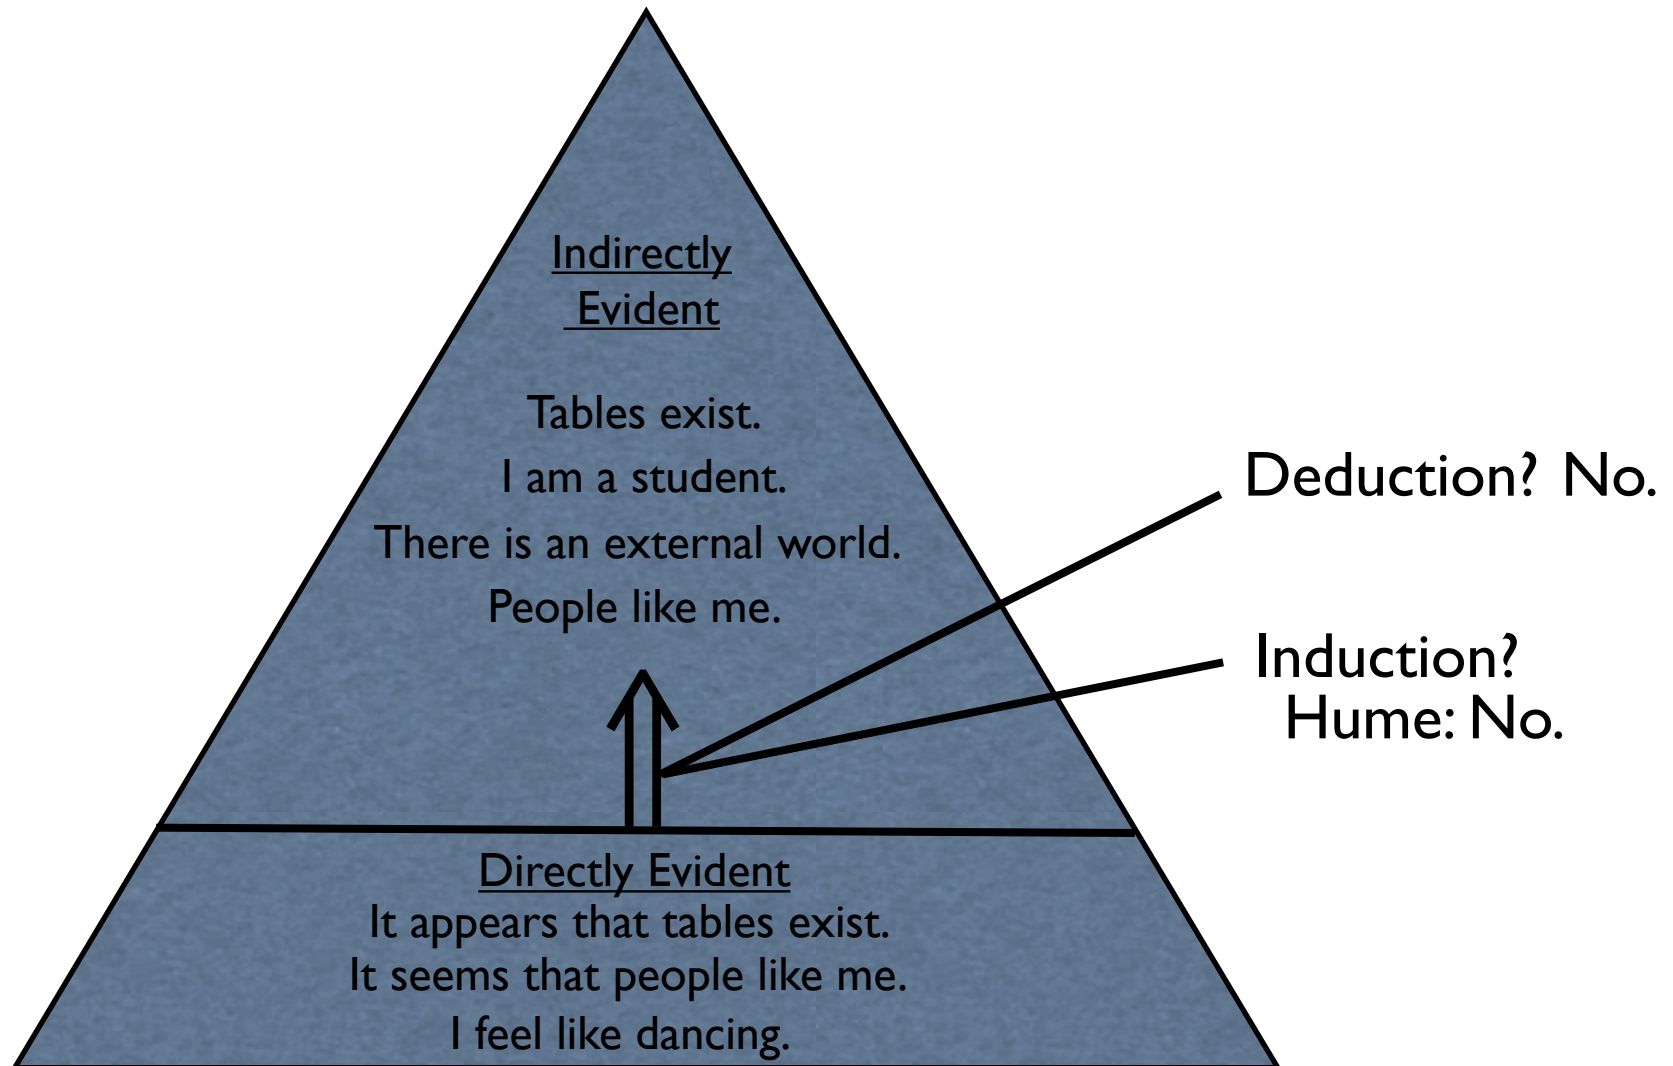 Indirectly
Evident
Tables exist.
I am a student.
There is an external world.
People like me.
Deduction? No.
Induction?
Hume: No.
Directly Evident
It appears that tables exist.
It seems that people like me.
I feel like dancing.